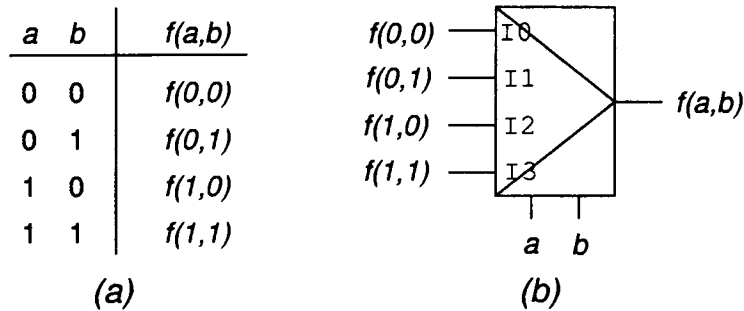 a b f(a,b)
0 0 f(0,0)
0 1 f(0,1)
1 0 f(1,0)
1 1 f(1,1)
(a)
f(0,0) I0
f(0,1) I1
f(1,0) I2
f(1,1) I3
f(a,b)
a b
(b)